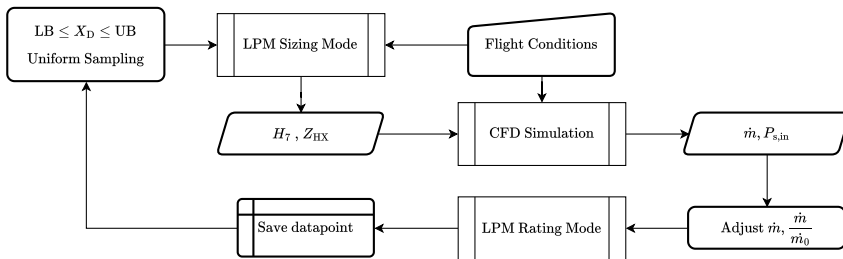 LB ≤ X_D ≤ UB
Uniform Sampling
LPM Sizing Mode
Flight Conditions
H_7 , Z_HX
CFD Simulation
ṁ, P_s,in
Save datapoint
LPM Rating Mode
Adjust ṁ, ṁ/ṁ_0